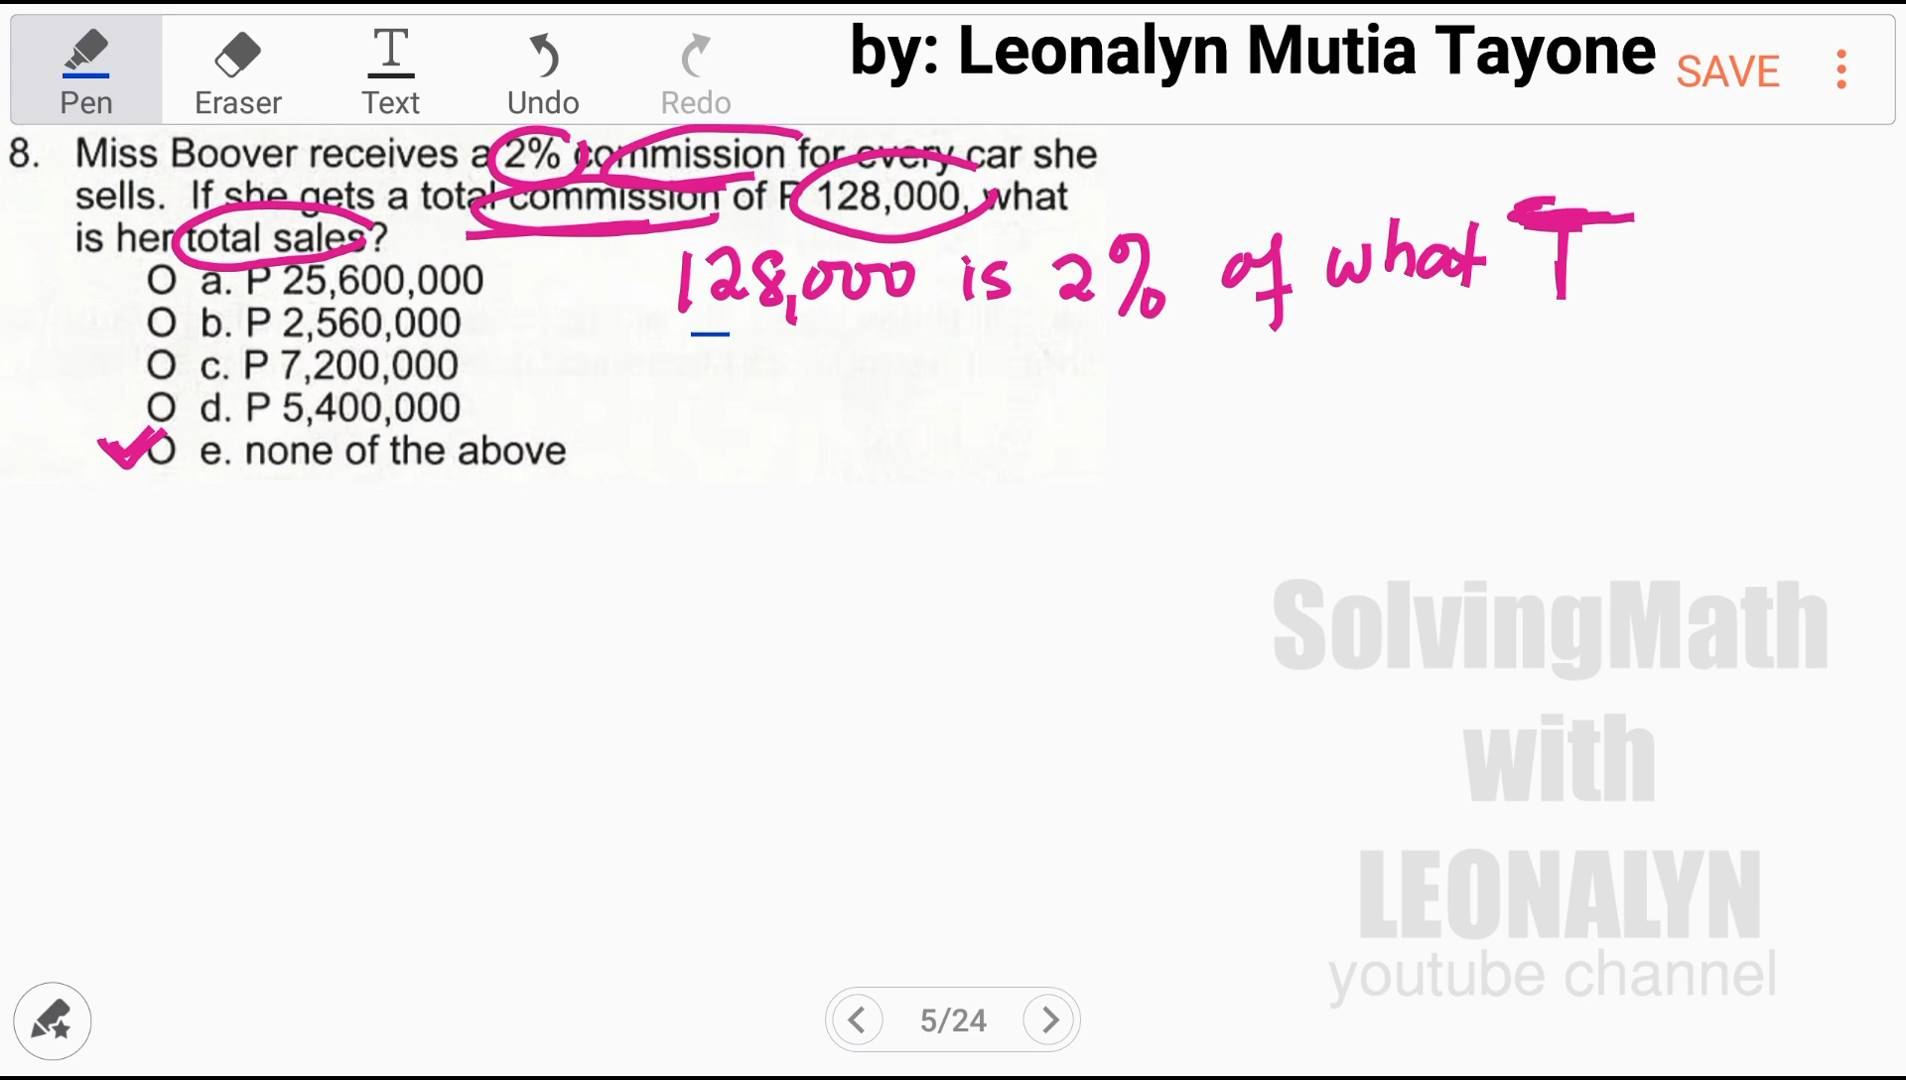 by: Leonalyn Mutia Tayone
SAVE
Pen
Eraser
Text
Undo
Redo
8. Miss Boover receives a 2% commission for every car she
sells. If she gets a total commission of P 128,000, what
is her total sales?
128,000 is 2% of what T
O a. P 25,600,000
O b. P 2,560,000
O c. P 7,200,000
O d. P 5,400,000
O e. none of the above
SolvingMath
with
LEONALYN
youtube channel
5/24